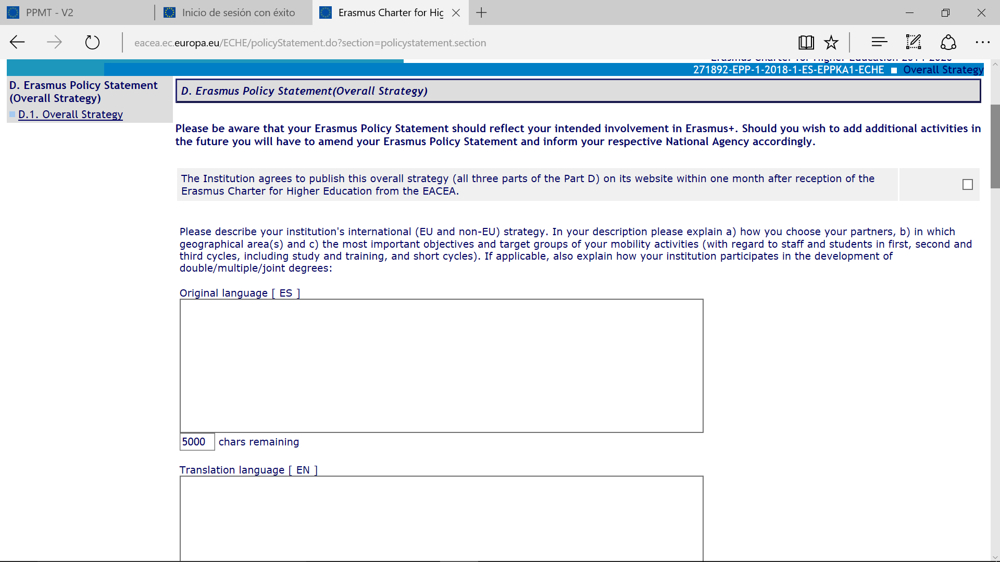 PPMT - V2
Inicio de sesión con éxito
Erasmus Charter for Hig
eacea.ec.europa.eu/ECHE/policyStatement.do?section=policystatement.section
Erasmus Charter for Higher Education 2014-2020
271892-EPP-1-2018-1-ES-EPPKA1-ECHE Overall Strategy
D. Erasmus Policy Statement
(Overall Strategy)
D.1. Overall Strategy
D. Erasmus Policy Statement(Overall Strategy)
Please be aware that your Erasmus Policy Statement should reflect your intended involvement in Erasmus+. Should you wish to add additional activities in
the future you will have to amend your Erasmus Policy Statement and inform your respective National Agency accordingly.
The Institution agrees to publish this overall strategy (all three parts of the Part D) on its website within one month after reception of the
Erasmus Charter for Higher Education from the EACEA.
Please describe your institution's international (EU and non-EU) strategy. In your description please explain a) how you choose your partners, b) in which
geographical area(s) and c) the most important objectives and target groups of your mobility activities (with regard to staff and students in first, second and
third cycles, including study and training, and short cycles). If applicable, also explain how your institution participates in the development of
double/multiple/joint degrees:
Original language [ ES ]
5000 chars remaining
Translation language [ EN ]